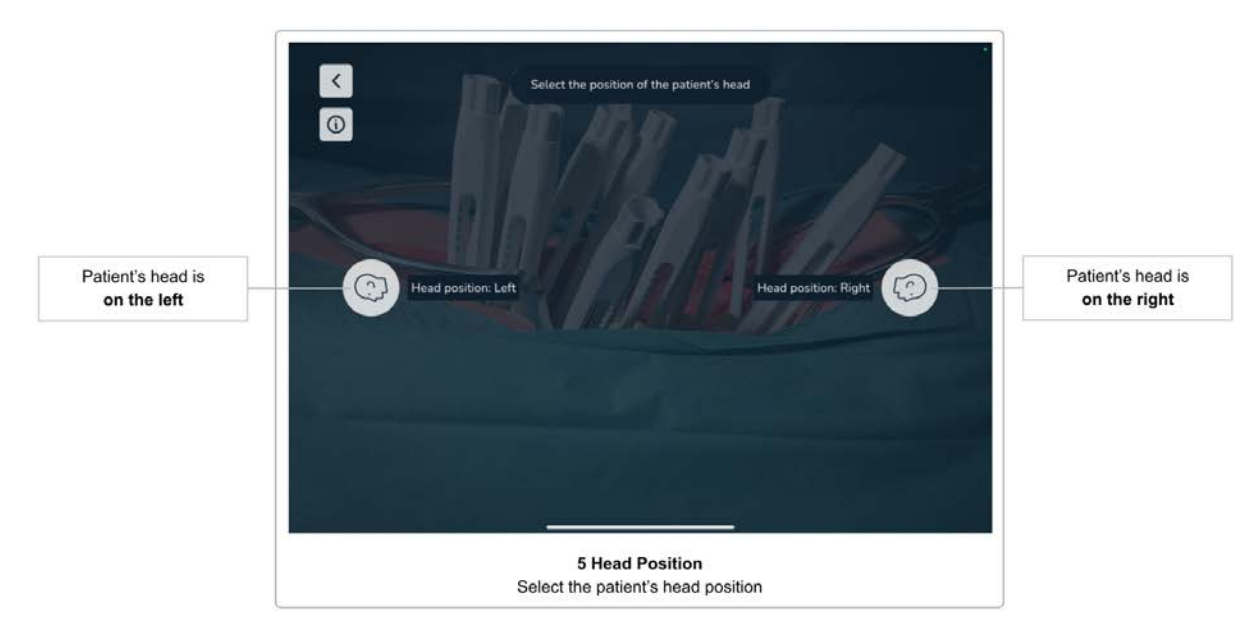 Select the position of the patient's head
Patient's head is
on the left
Head position: Left
Head position: Right
Patient's head is
on the right
5 Head Position
Select the patient's head position